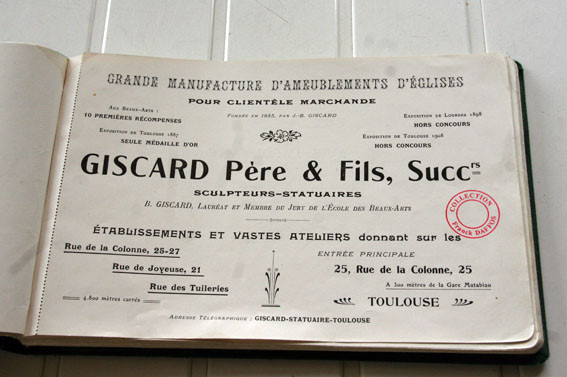 GRANDE MANUFACTURE D'AMEUBLEMENTS D'ÉGLISES
POUR CLIENTÈLE MARCHANDE
FONDÉE EN 1855, PAR J.-B. GISCARD
AUX BEAUX-ARTS :
10 PREMIÈRES RÉCOMPENSES
EXPOSITION DE TOULOUSE 1887
SEULE MÉDAILLE D'OR
EXPOSITION DE LOURDES 1898
HORS CONCOURS
EXPOSITION DE TOULOUSE 1908
HORS CONCOURS
GISCARD Père & Fils, Succrs
SCULPTEURS-STATUAIRES
B. GISCARD, LAURÉAT ET MEMBRE DU JURY DE L'ÉCOLE DES BEAUX-ARTS
COLLECTION
Franck DAFFOS
ÉTABLISSEMENTS ET VASTES ATELIERS donnant sur les
Rue de la Colonne, 25-27
Rue de Joyeuse, 21
Rue des Tuileries
4.800 mètres carrés
ENTRÉE PRINCIPALE
25, Rue de la Colonne, 25
A 300 mètres de la Gare Matabiau
TOULOUSE
ADRESSE TÉLÉGRAPHIQUE : GISCARD-STATUAIRE-TOULOUSE